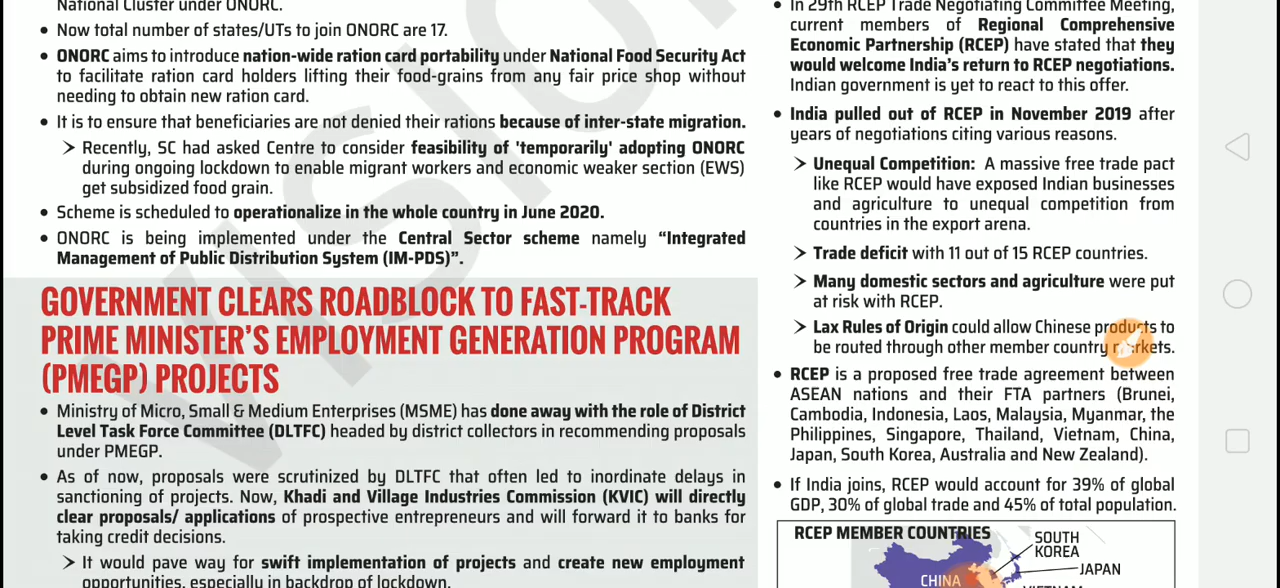 National Cluster under ONORC.
• Now total number of states/UTs to join ONORC are 17.
• ONORC aims to introduce nation-wide ration card portability under National Food Security Act
to facilitate ration card holders lifting their food-grains from any fair price shop without
needing to obtain new ration card.
• It is to ensure that beneficiaries are not denied their rations because of inter-state migration.
➢ Recently, SC had asked Centre to consider feasibility of 'temporarily' adopting ONORC
during ongoing lockdown to enable migrant workers and economic weaker section (EWS)
get subsidized food grain.
• Scheme is scheduled to operationalize in the whole country in June 2020.
• ONORC is being implemented under the Central Sector scheme namely “Integrated
Management of Public Distribution System (IM-PDS)”.
GOVERNMENT CLEARS ROADBLOCK TO FAST-TRACK
PRIME MINISTER’S EMPLOYMENT GENERATION PROGRAM
(PMEGP) PROJECTS
• Ministry of Micro, Small & Medium Enterprises (MSME) has done away with the role of District
Level Task Force Committee (DLTFC) headed by district collectors in recommending proposals
under PMEGP.
• As of now, proposals were scrutinized by DLTFC that often led to inordinate delays in
sanctioning of projects. Now, Khadi and Village Industries Commission (KVIC) will directly
clear proposals/ applications of prospective entrepreneurs and will forward it to banks for
taking credit decisions.
➢ It would pave way for swift implementation of projects and create new employment
opportunities, especially in backdrop of lockdown.
• In 29th RCEP Trade Negotiating Committee Meeting,
current members of Regional Comprehensive
Economic Partnership (RCEP) have stated that they
would welcome India’s return to RCEP negotiations.
Indian government is yet to react to this offer.
• India pulled out of RCEP in November 2019 after
years of negotiations citing various reasons.
➢ Unequal Competition: A massive free trade pact
like RCEP would have exposed Indian businesses
and agriculture to unequal competition from
countries in the export arena.
➢ Trade deficit with 11 out of 15 RCEP countries.
➢ Many domestic sectors and agriculture were put
at risk with RCEP.
➢ Lax Rules of Origin could allow Chinese products to
be routed through other member country markets.
• RCEP is a proposed free trade agreement between
ASEAN nations and their FTA partners (Brunei,
Cambodia, Indonesia, Laos, Malaysia, Myanmar, the
Philippines, Singapore, Thailand, Vietnam, China,
Japan, South Korea, Australia and New Zealand).
• If India joins, RCEP would account for 39% of global
GDP, 30% of global trade and 45% of total population.
RCEP MEMBER COUNTRIES
SOUTH
KOREA
JAPAN
CHINA
VIETNAM